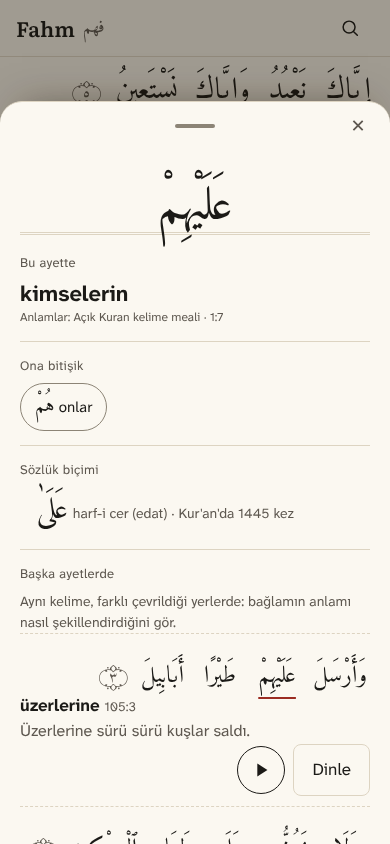 Fahm فهم
إِيَّاكَ نَعْبُدُ وَإِيَّاكَ نَسْتَعِينُ ٥
عَلَيْهِمْ
Bu ayette
kimselerin
Anlamlar: Açık Kuran kelime meali · 1:7
Ona bitişik
هُمْ onlar
Sözlük biçimi
عَلَىٰ harf-i cer (edat) · Kur'an'da 1445 kez
Başka ayetlerde
Aynı kelime, farklı çevrildiği yerlerde: bağlamın anlamı
nasıl şekillendirdiğini gör.
وَأَرْسَلَ عَلَيْهِمْ طَيْرًا أَبَابِيلَ ٣
üzerlerine 105:3
Üzerlerine sürü sürü kuşlar saldı.
Dinle